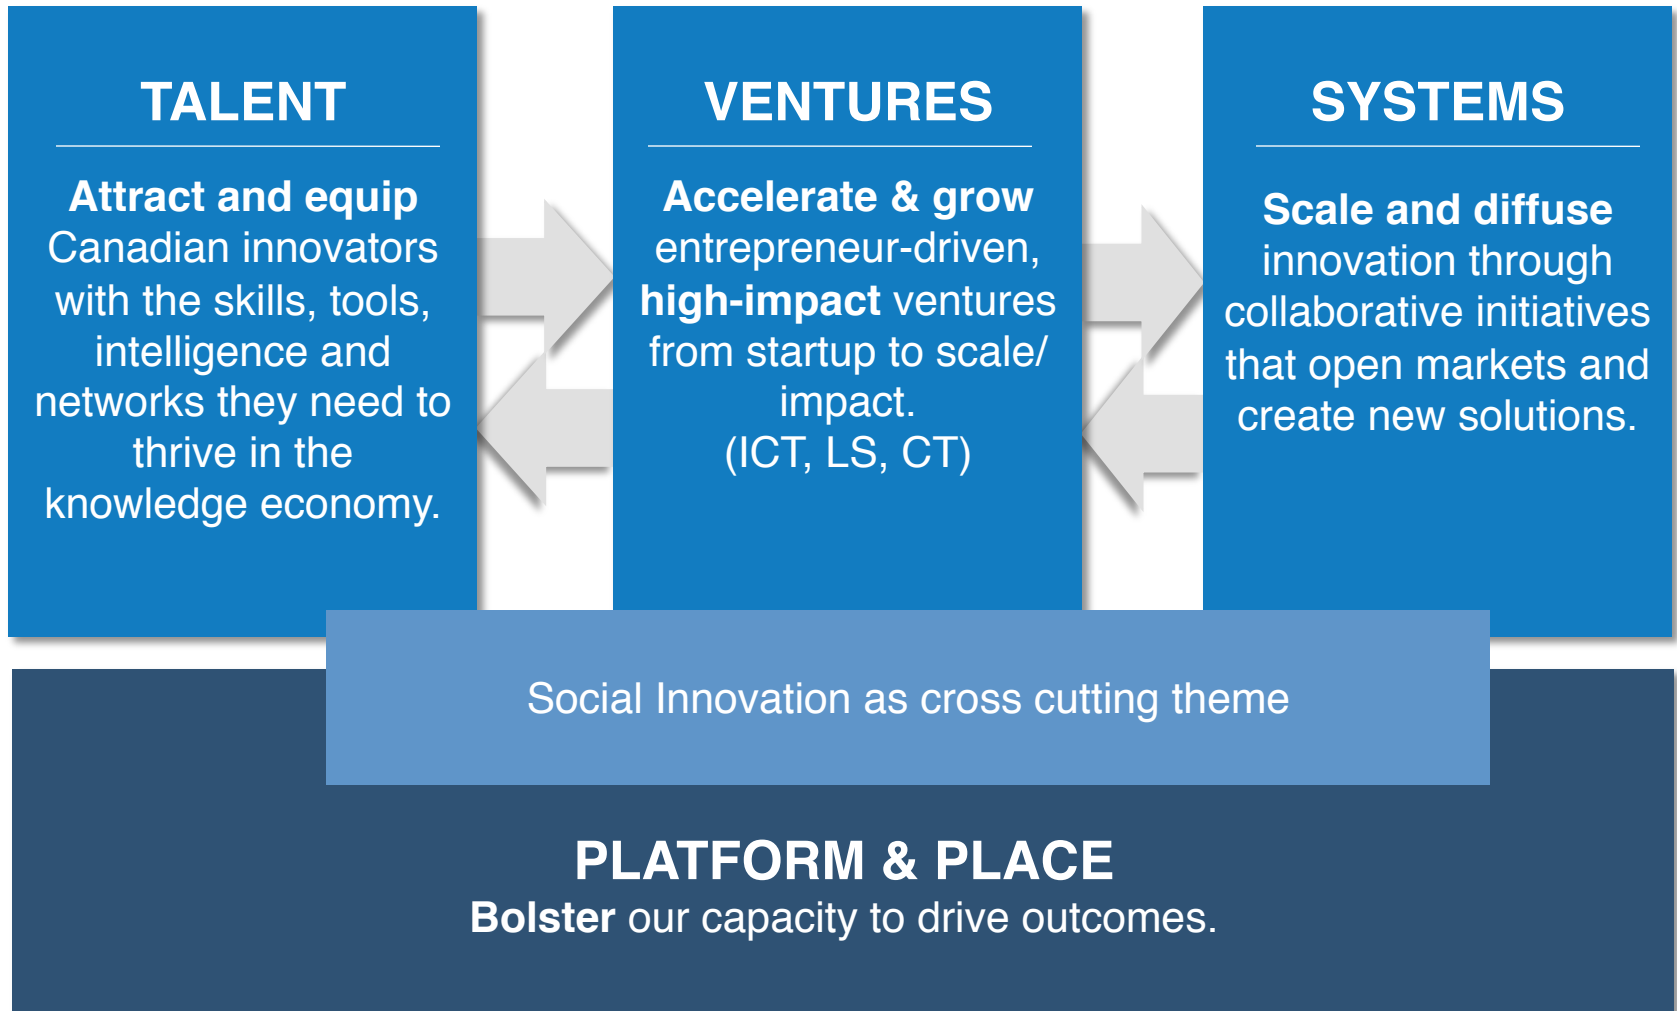 TALENT
Attract and equip
Canadian innovators
with the skills, tools,
intelligence and
networks they need to
thrive in the
knowledge economy.
VENTURES
Accelerate & grow
entrepreneur-driven,
high-impact ventures
from startup to scale/
impact.
(ICT, LS, CT)
SYSTEMS
Scale and diffuse
innovation through
collaborative initiatives
that open markets and
create new solutions.
Social Innovation as cross cutting theme
PLATFORM & PLACE
Bolster our capacity to drive outcomes.